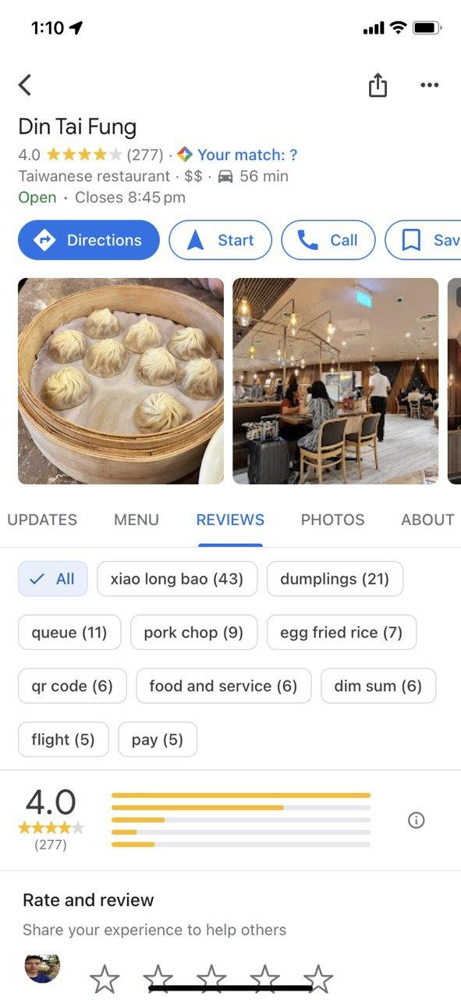 1:10
Din Tai Fung
4.0 (277) · Your match: ?
Taiwanese restaurant · $$ · 56 min
Open · Closes 8:45 pm
Directions Start Call Sav
UPDATES MENU REVIEWS PHOTOS ABOUT
All xiao long bao (43) dumplings (21)
queue (11) pork chop (9) egg fried rice (7)
qr code (6) food and service (6) dim sum (6)
flight (5) pay (5)
4.0
(277)
Rate and review
Share your experience to help others